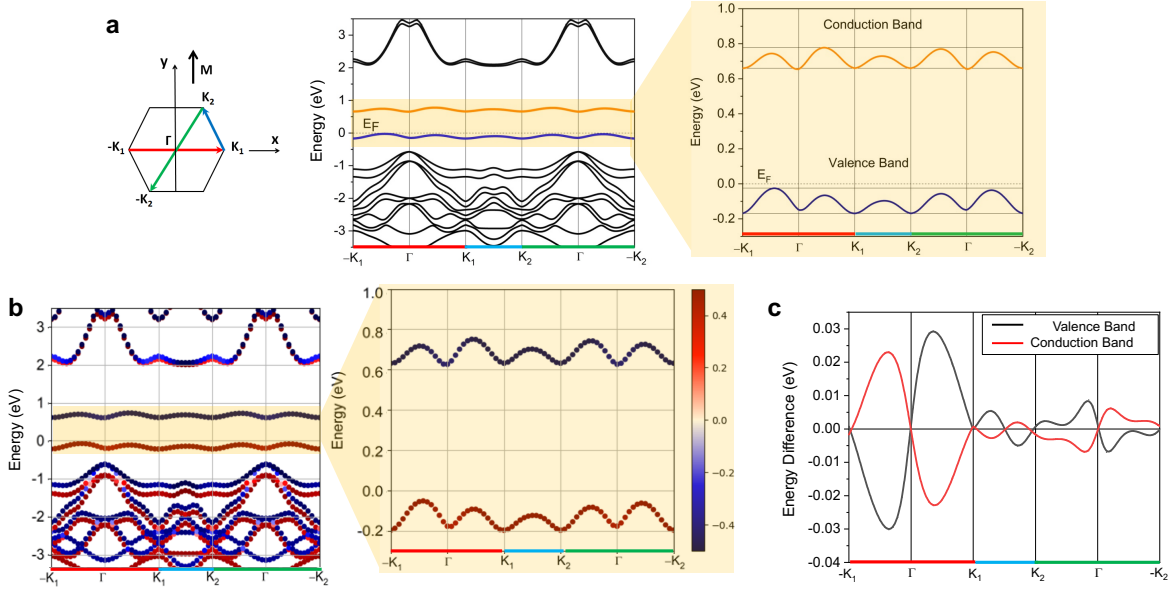 a
y
M
K₂
-K₁
Γ
K₁
x
-K₂
Energy (eV)
3
2
1
0
-1
-2
-3
E_F
−K₁ Γ K₁ K₂ Γ −K₂
Energy (eV)
1.0
0.8
0.6
0.4
0.2
0.0
-0.2
Conduction Band
Valence Band
E_F
−K₁ Γ K₁ K₂ Γ −K₂
b
Energy (eV)
3
2
1
0
-1
-2
-3
−K₁ Γ K₁ K₂ Γ −K₂
Energy (eV)
1.0
0.8
0.6
0.4
0.2
0.0
-0.2
−K₁ Γ K₁ K₂ Γ −K₂
0.4
0.2
0.0
−0.2
−0.4
c
Energy Difference (eV)
0.03
0.02
0.01
0.00
-0.01
-0.02
-0.03
-0.04
Valence Band
Conduction Band
-K₁ Γ K₁ K₂ Γ -K₂